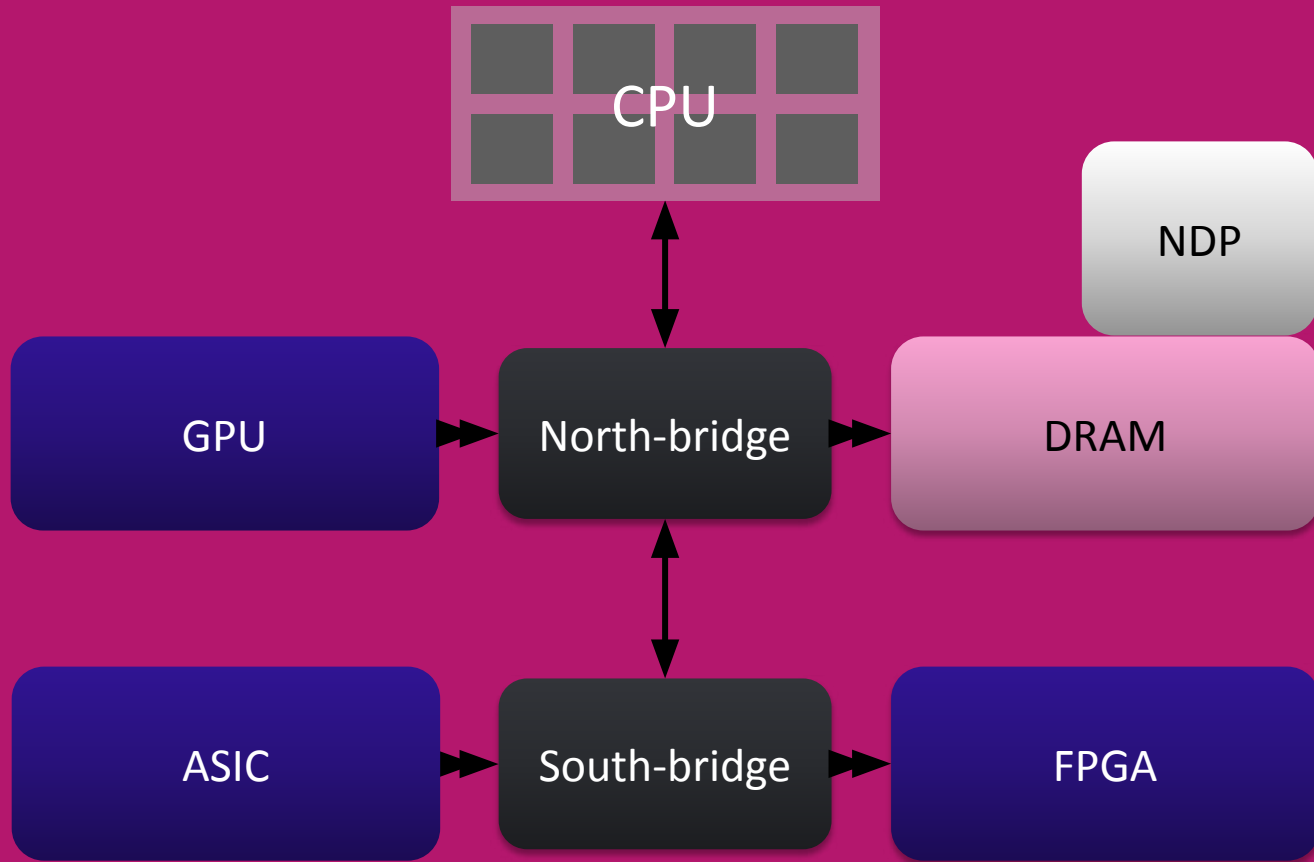 CPU
NDP
GPU
North-bridge
DRAM
ASIC
South-bridge
FPGA